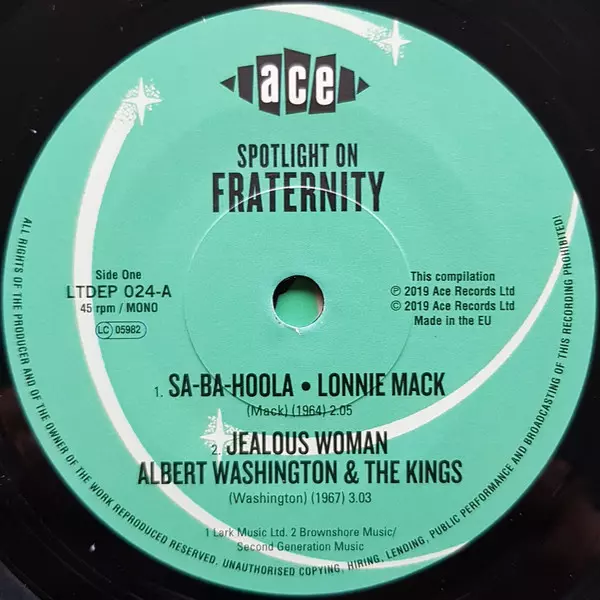 ace
SPOTLIGHT ON
FRATERNITY
Side One
LTDEP 024-A
45 rpm / MONO
LC 05982
This compilation
℗ 2019 Ace Records Ltd
© 2019 Ace Records Ltd
Made in the EU
1. SA-BA-HOOLA • LONNIE MACK
(Mack) (1964) 2.05
2. JEALOUS WOMAN
ALBERT WASHINGTON & THE KINGS
(Washington) (1967) 3.03
1 Lark Music Ltd. 2 Brownshore Music/
Second Generation Music
ALL RIGHTS OF THE PRODUCER AND OF THE OWNER OF THE WORK REPRODUCED RESERVED, UNAUTHORISED COPYING, HIRING, LENDING, PUBLIC PERFORMANCE AND BROADCASTING OF THIS RECORDING PROHIBITED!